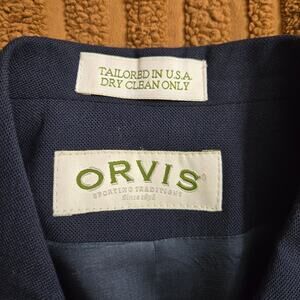 TAILORED IN U.S.A.
DRY CLEAN ONLY
ORVIS®
SPORTING TRADITIONS
Since 1856